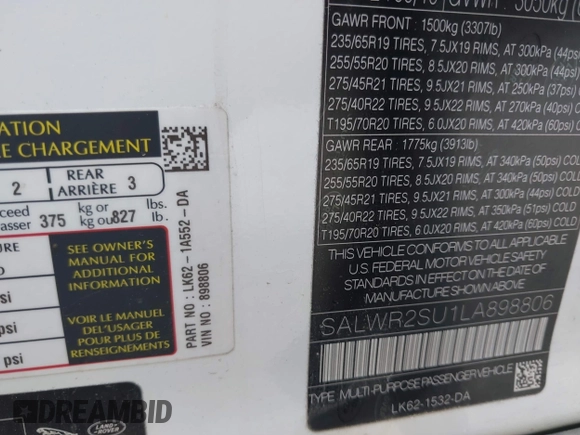 ATION
E CHARGEMENT
2 REAR ARRIÈRE 3
375 kg or kg ou 827 lbs. lb.
SEE OWNER'S
MANUAL FOR
ADDITIONAL
INFORMATION
VOIR LE MANUEL
DE L'USAGER
POUR PLUS DE
RENSEIGNEMENTS
psi
psi
PART NO : LK62-1A552-DA
VIN NO : 898806
LAND-ROVER
GAWR FRONT : 1500kg (3307lb)
235/65R19 TIRES, 7.5JX19 RIMS, AT 300kPa (44psi)
255/55R20 TIRES, 8.5JX20 RIMS, AT 300kPa (44psi)
275/45R21 TIRES, 9.5JX21 RIMS, AT 250kPa (37psi)
275/40R22 TIRES, 9.5JX22 RIMS, AT 270kPa (40psi)
T195/70R20 TIRES, 6.0JX20 RIMS, AT 420kPa (60psi)
GAWR REAR : 1775kg (3913lb)
235/65R19 TIRES, 7.5JX19 RIMS, AT 340kPa (50psi)
255/55R20 TIRES, 8.5JX20 RIMS, AT 340kPa (50psi)
275/45R21 TIRES, 9.5JX21 RIMS, AT 300kPa (44psi)
275/40R22 TIRES, 9.5JX22 RIMS, AT 350kPa (51psi)
T195/70R20 TIRES, 6.0JX20 RIMS, AT 420kPa (60psi)
THIS VEHICLE CONFORMS TO ALL APPLICABLE
U.S. FEDERAL MOTOR VEHICLE SAFETY
STANDARDS IN EFFECT ON THE DATE OF
MANUFACTURE SHOWN ABOVE
SALWR2SU1LA898806
TYPE MULTI-PURPOSE PASSENGER VEHICLE
LK62-1532-DA
DREAMBID